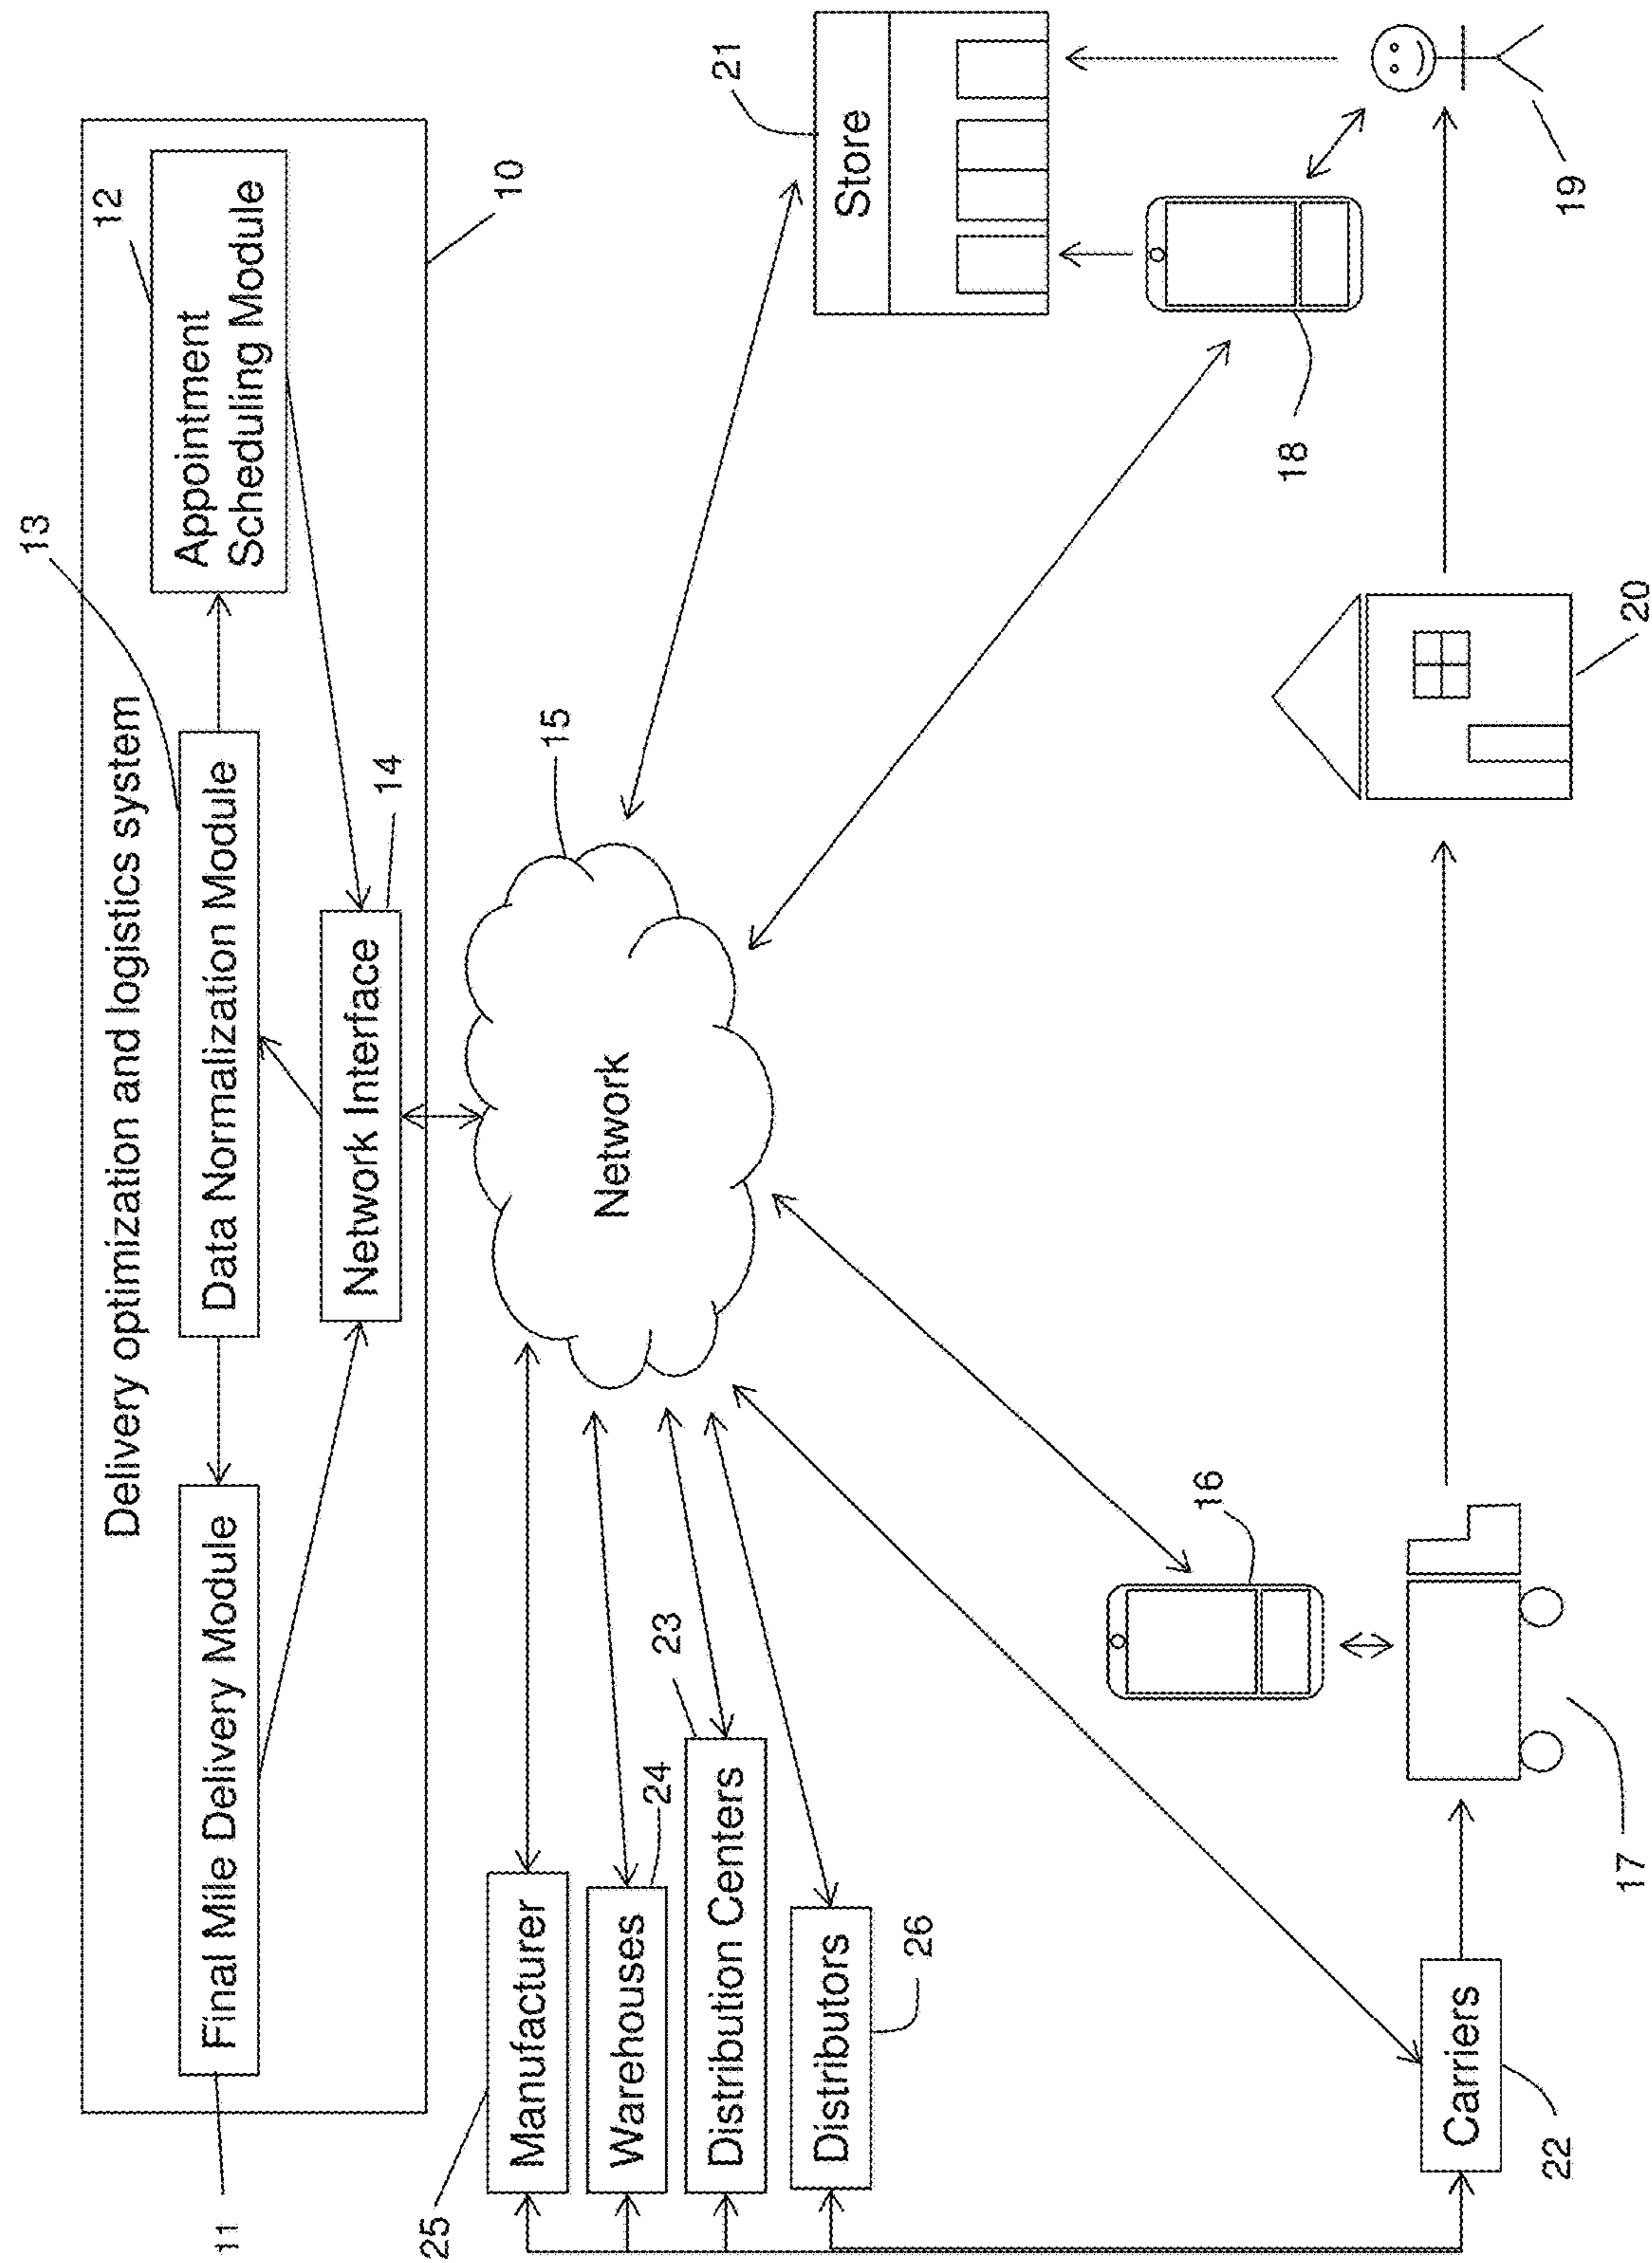 Delivery optimization and logistics system
11
Final Mile Delivery Module
13
Data Normalization Module
12
Appointment
Scheduling Module
14
Network Interface
10
15
Network
25
Manufacturer
24
Warehouses
23
Distribution Centers
26
Distributors
21
Store
16
18
22
Carriers
17
20
19